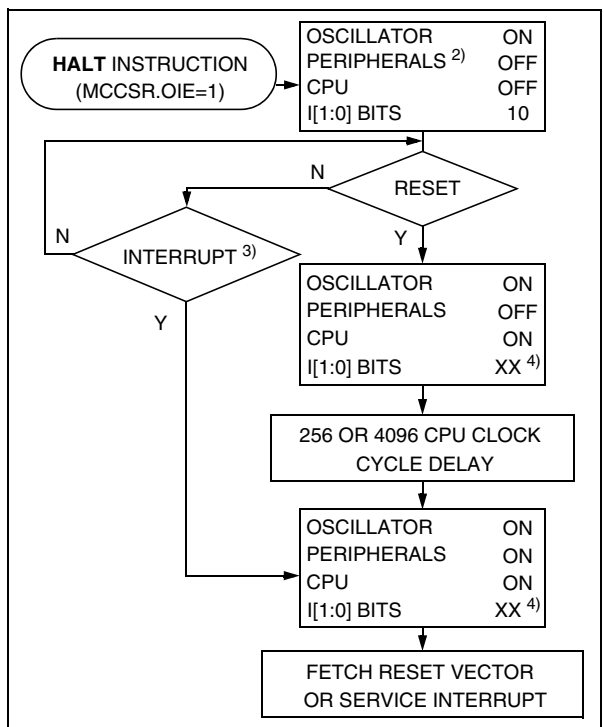 HALT INSTRUCTION
(MCCSR.OIE=1)
OSCILLATOR ON
PERIPHERALS 2) OFF
CPU OFF
I[1:0] BITS 10
RESET
N
Y
INTERRUPT 3)
N
Y
OSCILLATOR ON
PERIPHERALS OFF
CPU ON
I[1:0] BITS XX 4)
256 OR 4096 CPU CLOCK
CYCLE DELAY
OSCILLATOR ON
PERIPHERALS ON
CPU ON
I[1:0] BITS XX 4)
FETCH RESET VECTOR
OR SERVICE INTERRUPT